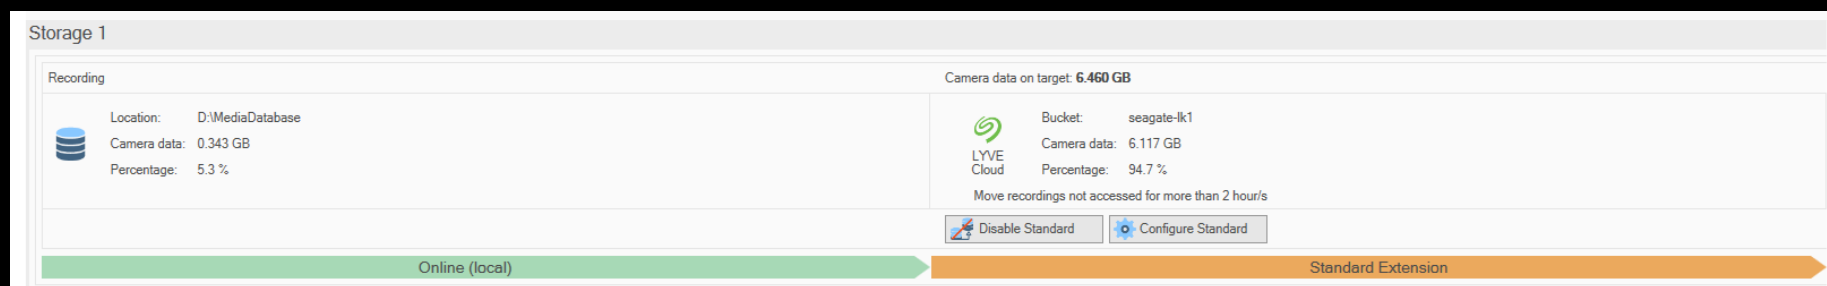 Storage 1
Recording
Camera data on target: 6.460 GB
Location: D:\MediaDatabase
Camera data: 0.343 GB
Percentage: 5.3 %
LYVE
Cloud
Bucket: seagate-lk1
Camera data: 6.117 GB
Percentage: 94.7 %
Move recordings not accessed for more than 2 hour/s
Disable Standard
Configure Standard
Online (local)
Standard Extension